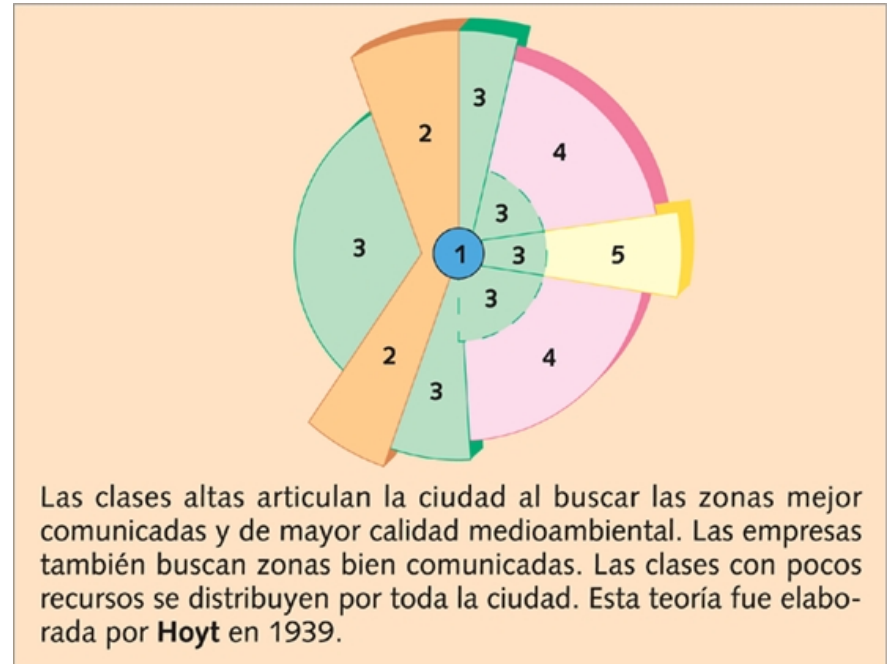 3
2
4
3
3
1
3
5
3
2
4
3
Las clases altas articulan la ciudad al buscar las zonas mejor
comunicadas y de mayor calidad medioambiental. Las empresas
también buscan zonas bien comunicadas. Las clases con pocos
recursos se distribuyen por toda la ciudad. Esta teoría fue elabo-
rada por Hoyt en 1939.